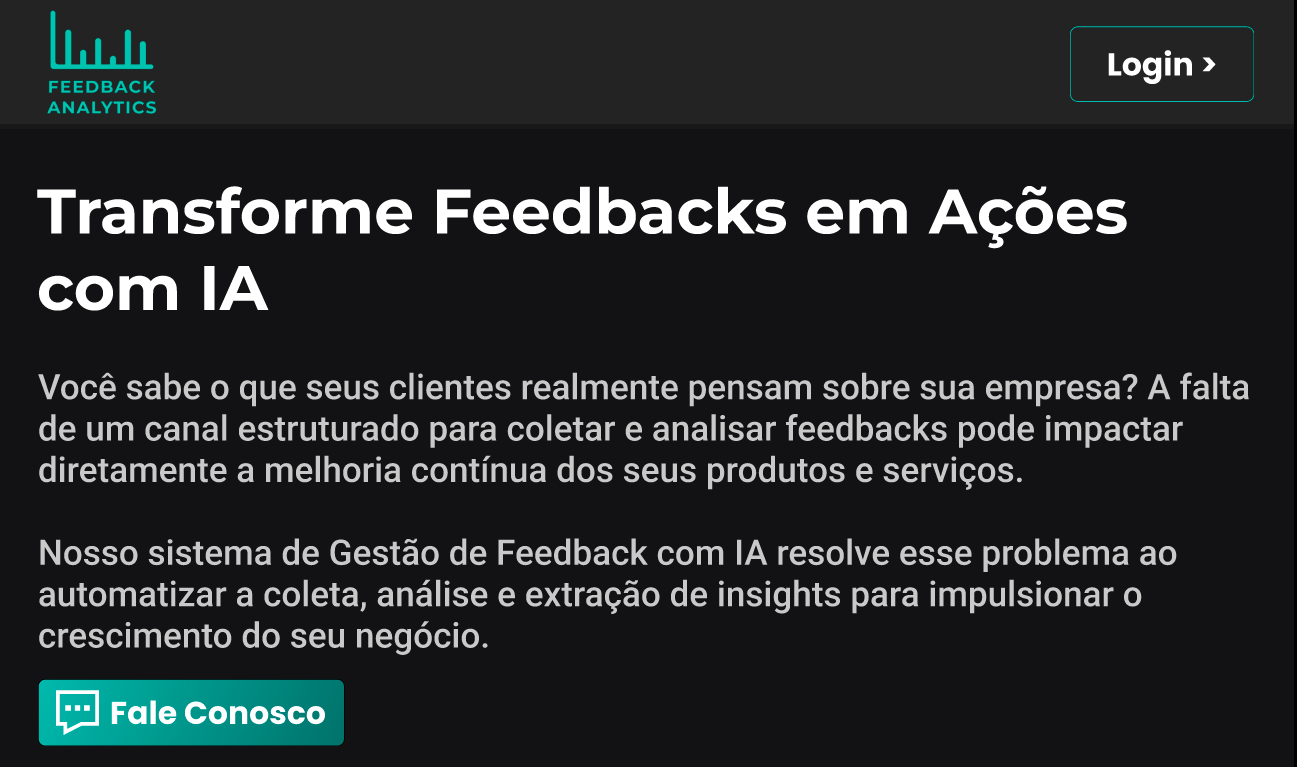 FEEDBACK
ANALYTICS
Login >
Transforme Feedbacks em Ações
com IA
Você sabe o que seus clientes realmente pensam sobre sua empresa? A falta
de um canal estruturado para coletar e analisar feedbacks pode impactar
diretamente a melhoria contínua dos seus produtos e serviços.
Nosso sistema de Gestão de Feedback com IA resolve esse problema ao
automatizar a coleta, análise e extração de insights para impulsionar o
crescimento do seu negócio.
Fale Conosco